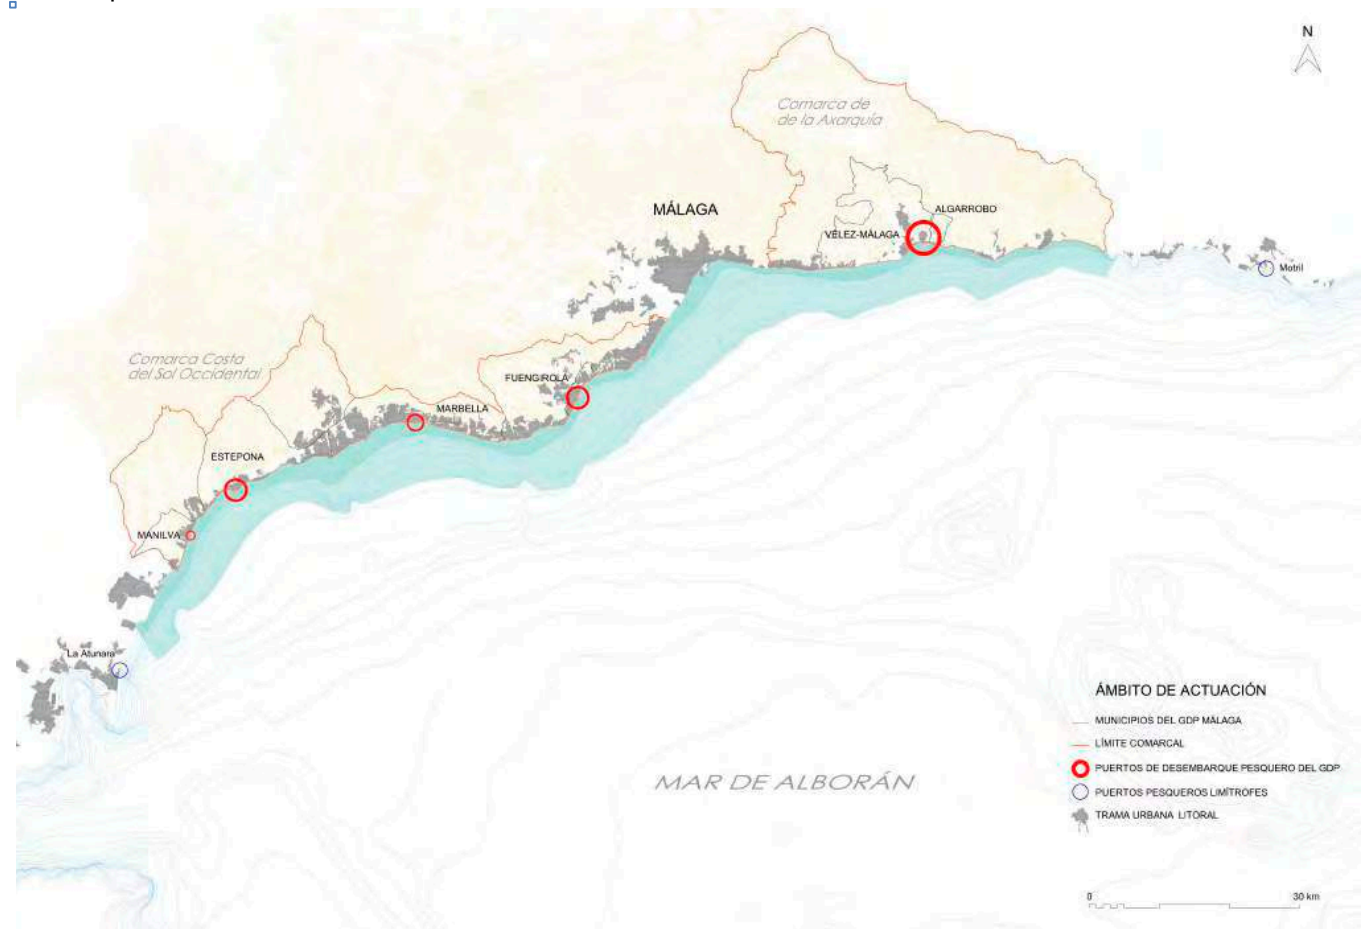 N
Comarca de
de la Axarquía
MÁLAGA
ALGARROBO
VÉLEZ-MÁLAGA
Motril
Comarca Costa
del Sol Occidental
FUENGIROLA
MARBELLA
ESTEPONA
MANILVA
La Atunara
MAR DE ALBORÁN
ÁMBITO DE ACTUACIÓN
MUNICIPIOS DEL GDP MÁLAGA
LÍMITE COMARCAL
PUERTOS DE DESEMBARQUE PESQUERO DEL GDP
PUERTOS PESQUEROS LIMÍTROFES
TRAMA URBANA LITORAL
0 30 km